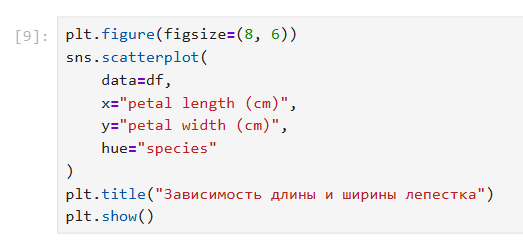 [9]: plt.figure(figsize=(8, 6))
sns.scatterplot(
    data=df,
    x="petal length (cm)",
    y="petal width (cm)",
    hue="species"
)
plt.title("Зависимость длины и ширины лепестка")
plt.show()